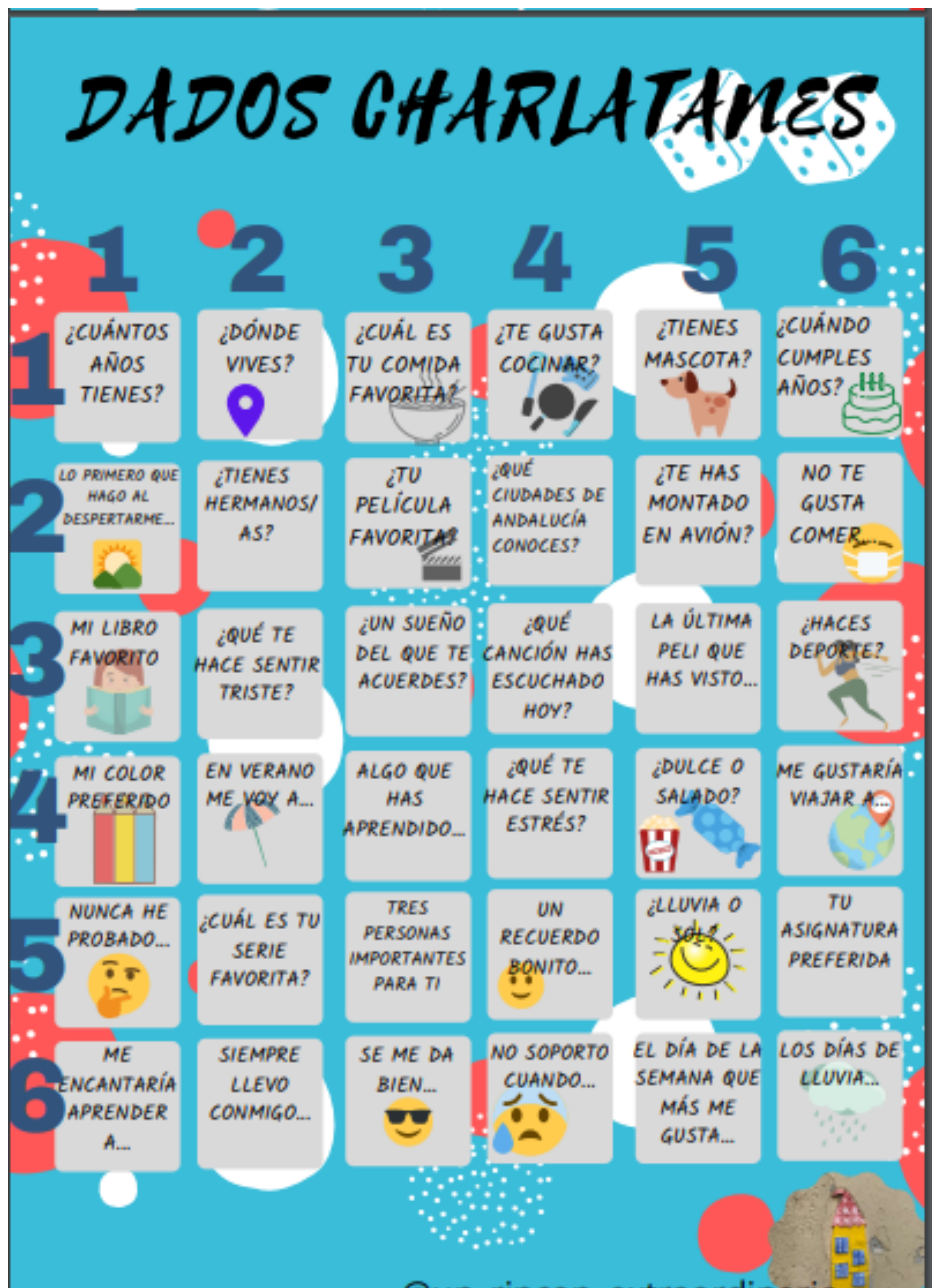 DADOS CHARLATANES
1 2 3 4 5 6
1
¿CUÁNTOS
AÑOS
TIENES?
¿DÓNDE
VIVES?
¿CUÁL ES
TU COMIDA
FAVORITA?
¿TE GUSTA
COCINAR?
¿TIENES
MASCOTA?
¿CUÁNDO
CUMPLES
AÑOS?
2
LO PRIMERO QUE
HAGO AL
DESPERTARME...
¿TIENES
HERMANOS/
AS?
¿TU
PELÍCULA
FAVORITA?
¿QUÉ
CIUDADES DE
ANDALUCÍA
CONOCES?
¿TE HAS
MONTADO
EN AVIÓN?
NO TE
GUSTA
COMER
3
MI LIBRO
FAVORITO
¿QUÉ TE
HACE SENTIR
TRISTE?
¿UN SUEÑO
DEL QUE TE
ACUERDES?
¿QUÉ
CANCIÓN HAS
ESCUCHADO
HOY?
LA ÚLTIMA
PELI QUE
HAS VISTO...
¿HACES
DEPORTE?
4
MI COLOR
PREFERIDO
EN VERANO
ME VOY A...
ALGO QUE
HAS
APRENDIDO...
¿QUÉ TE
HACE SENTIR
ESTRÉS?
¿DULCE O
SALADO?
ME GUSTARÍA
VIAJAR A...
5
NUNCA HE
PROBADO...
¿CUÁL ES TU
SERIE
FAVORITA?
TRES
PERSONAS
IMPORTANTES
PARA TI
UN
RECUERDO
BONITO...
¿LLUVIA O
SOL?
TU
ASIGNATURA
PREFERIDA
6
ME
ENCANTARÍA
APRENDER
A...
SIEMPRE
LLEVO
CONMIGO...
SE ME DA
BIEN...
NO SOPORTO
CUANDO...
EL DÍA DE LA
SEMANA QUE
MÁS ME
GUSTA...
LOS DÍAS DE
LLUVIA...